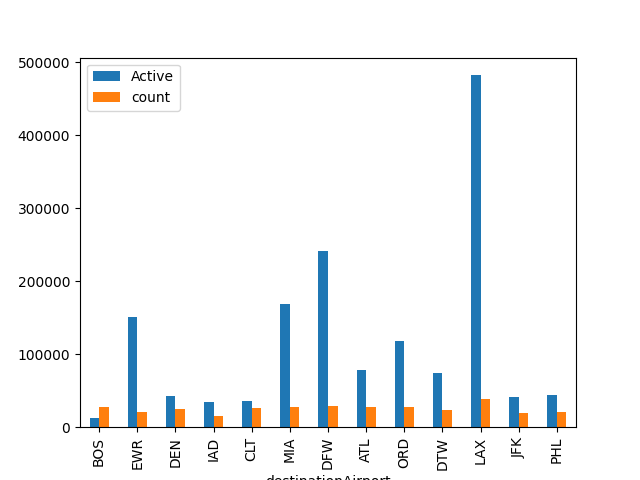 500000
400000
300000
200000
100000
0
Active
count
BOS
EWR
DEN
IAD
CLT
MIA
DFW
ATL
ORD
DTW
LAX
JFK
PHL
destinationAirport